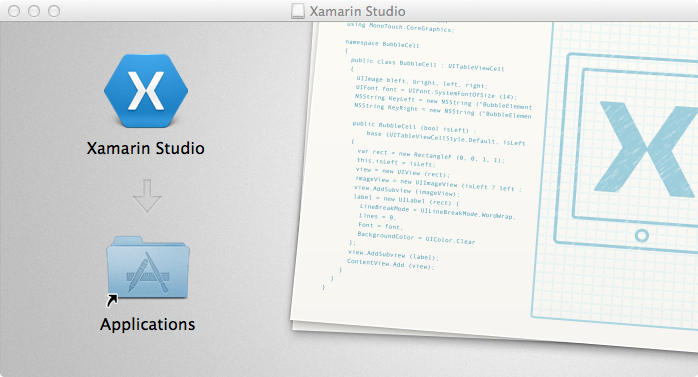 Xamarin Studio
Xamarin Studio
Applications
using MonoTouch.CoreGraphics;
namespace BubbleCell
{
public class BubbleCell : UITableViewCell
{
UIImage bleft, bright, left, right;
UIFont font = UIFont.SystemFontOfSize (14);
NSString KeyLeft = new NSString ("BubbleElement
NSString KeyRight = new NSString ("BubbleElemen
public BubbleCell (bool isLeft) :
base (UITableViewCellStyle.Default, isLeft
{
var rect = new RectangleF (0, 0, 1, 1);
this.isLeft = isLeft;
view = new UIView (rect);
imageView = new UIImageView (isLeft ? left :
view.AddSubview (imageView);
label = new UILabel (rect) {
LineBreakMode = UILineBreakMode.WordWrap,
Lines = 0,
Font = font,
BackgroundColor = UIColor.Clear
};
view.AddSubview (label);
ContentView.Add (view);
}
}
}